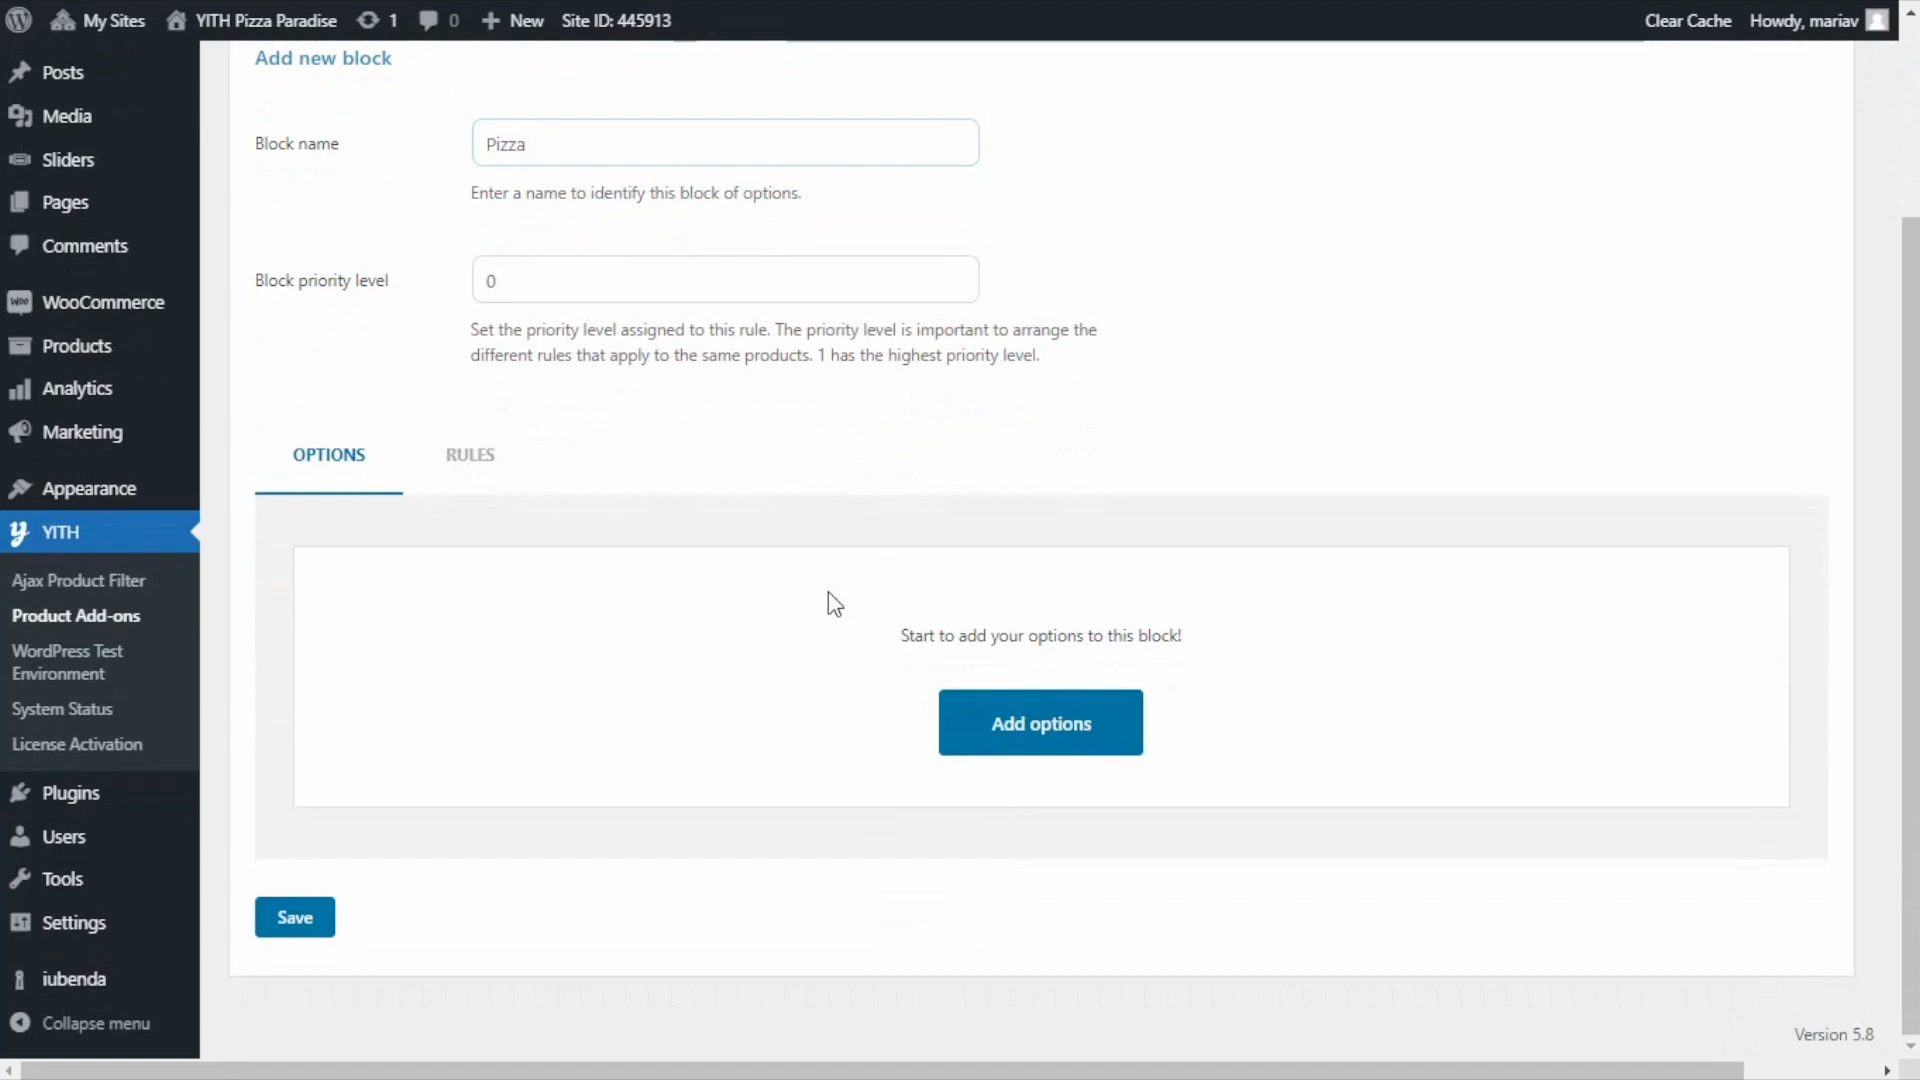 My Sites YITH Pizza Paradise 1 0 New Site ID: 445913 Clear Cache Howdy, mariav
Posts
Media
Sliders
Pages
Comments
Woo WooCommerce
Products
Analytics
Marketing
Appearance
y YITH
Ajax Product Filter
Product Add-ons
WordPress Test
Environment
System Status
License Activation
Plugins
Users
Tools
Settings
iubenda
Collapse menu
Add new block
Block name Pizza
Enter a name to identify this block of options.
Block priority level 0
Set the priority level assigned to this rule. The priority level is important to arrange the
different rules that apply to the same products. 1 has the highest priority level.
OPTIONS RULES
Start to add your options to this block!
Add options
Save
Version 5.8